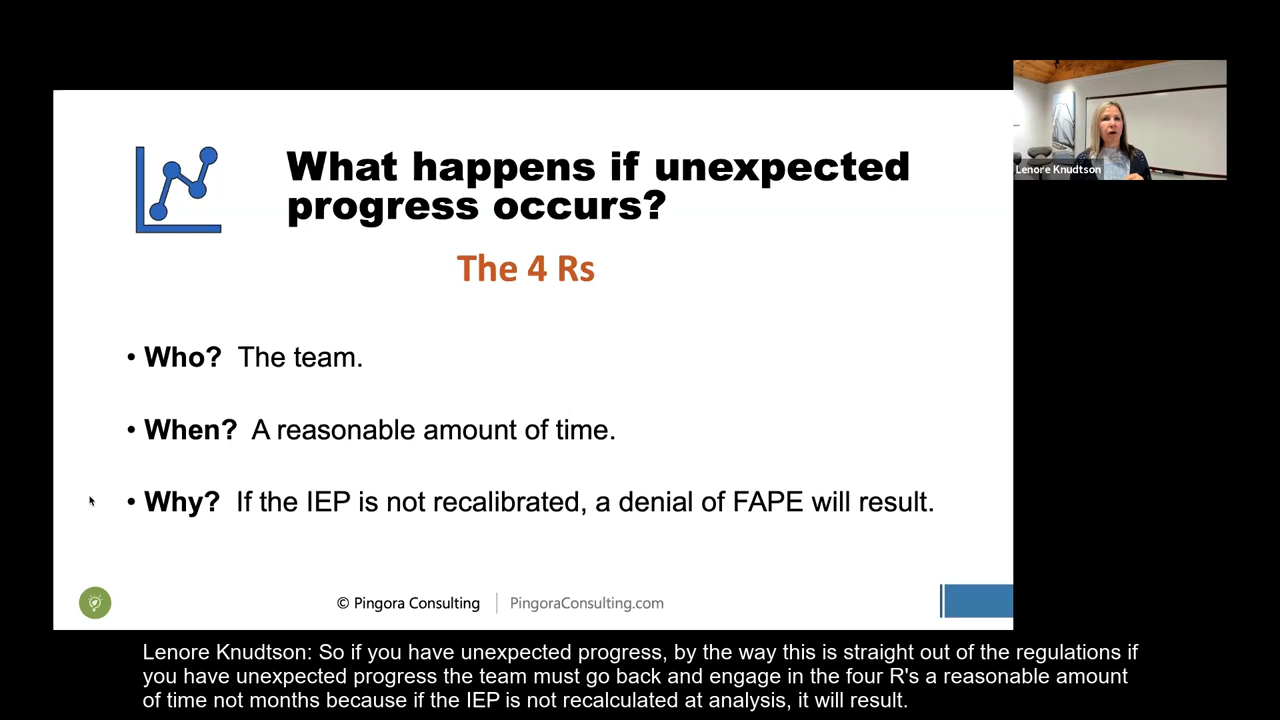 What happens if unexpected
progress occurs?
The 4 Rs
• Who? The team.
• When? A reasonable amount of time.
• Why? If the IEP is not recalibrated, a denial of FAPE will result.
© Pingora Consulting | PingoraConsulting.com
Lenore Knudtson
Lenore Knudtson: So if you have unexpected progress, by the way this is straight out of the regulations if
you have unexpected progress the team must go back and engage in the four R's a reasonable amount
of time not months because if the IEP is not recalculated at analysis, it will result.